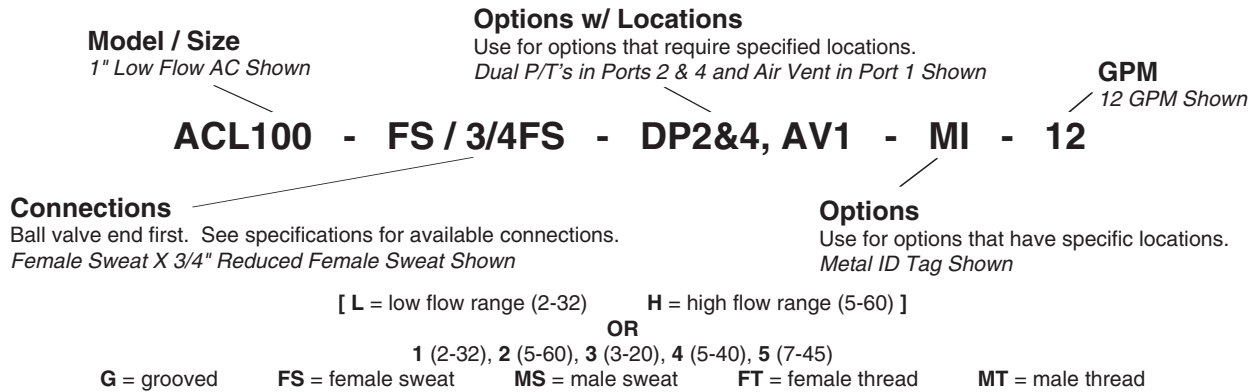 Model / Size
1" Low Flow AC Shown
Options w/ Locations
Use for options that require specified locations.
Dual P/T's in Ports 2 & 4 and Air Vent in Port 1 Shown
GPM
12 GPM Shown
ACL100 - FS / 3/4FS - DP2&4, AV1 - MI - 12
Connections
Ball valve end first. See specifications for available connections.
Female Sweat X 3/4" Reduced Female Sweat Shown
Options
Use for options that have specific locations.
Metal ID Tag Shown
[ L = low flow range (2-32) H = high flow range (5-60) ]
OR
1 (2-32), 2 (5-60), 3 (3-20), 4 (5-40), 5 (7-45)
G = grooved FS = female sweat MS = male sweat FT = female thread MT = male thread